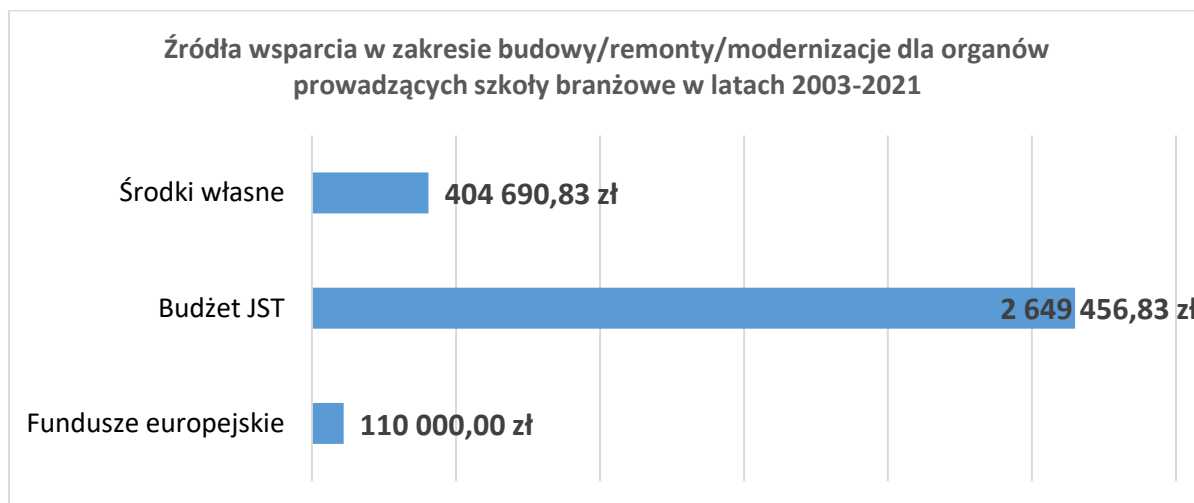 Źródła wsparcia w zakresie budowy/remonty/modernizacje dla organów
prowadzących szkoły branżowe w latach 2003-2021
Środki własne
404 690,83 zł
Budżet JST
2 649 456,83 zł
Fundusze europejskie
110 000,00 zł